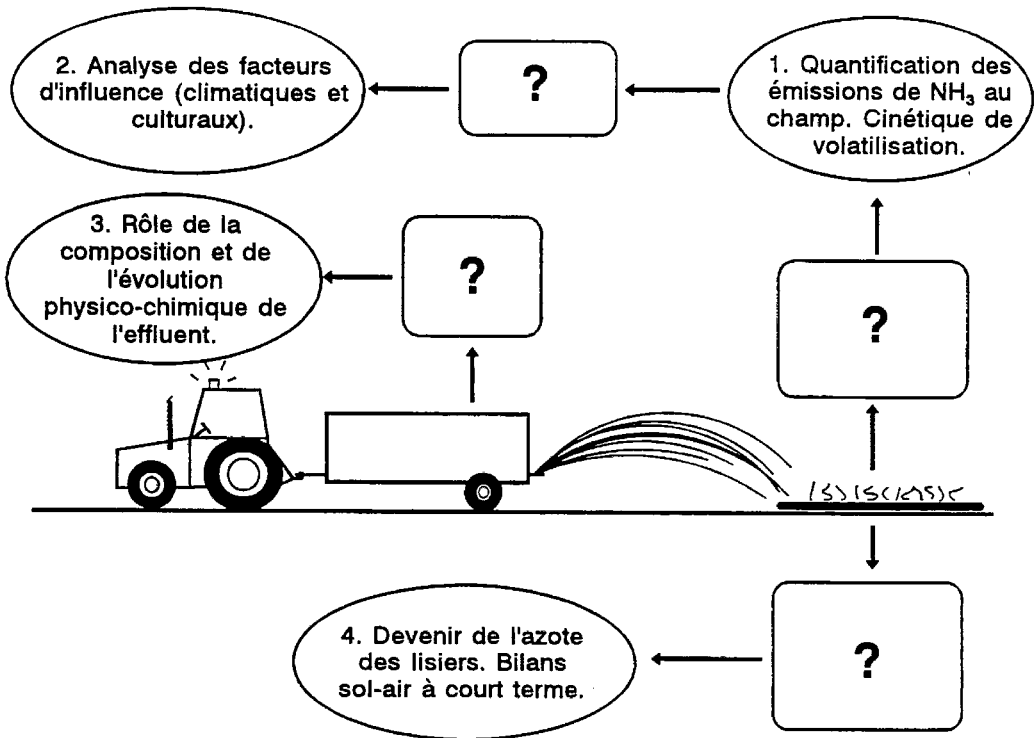 2. Analyse des facteurs
d'influence (climatiques et
culturaux).
?
1. Quantification des
émissions de NH₃ au
champ. Cinétique de
volatilisation.
3. Rôle de la
composition et de
l'évolution
physico-chimique de
l'effluent.
?
?
4. Devenir de l'azote
des lisiers. Bilans
sol-air à court terme.
?